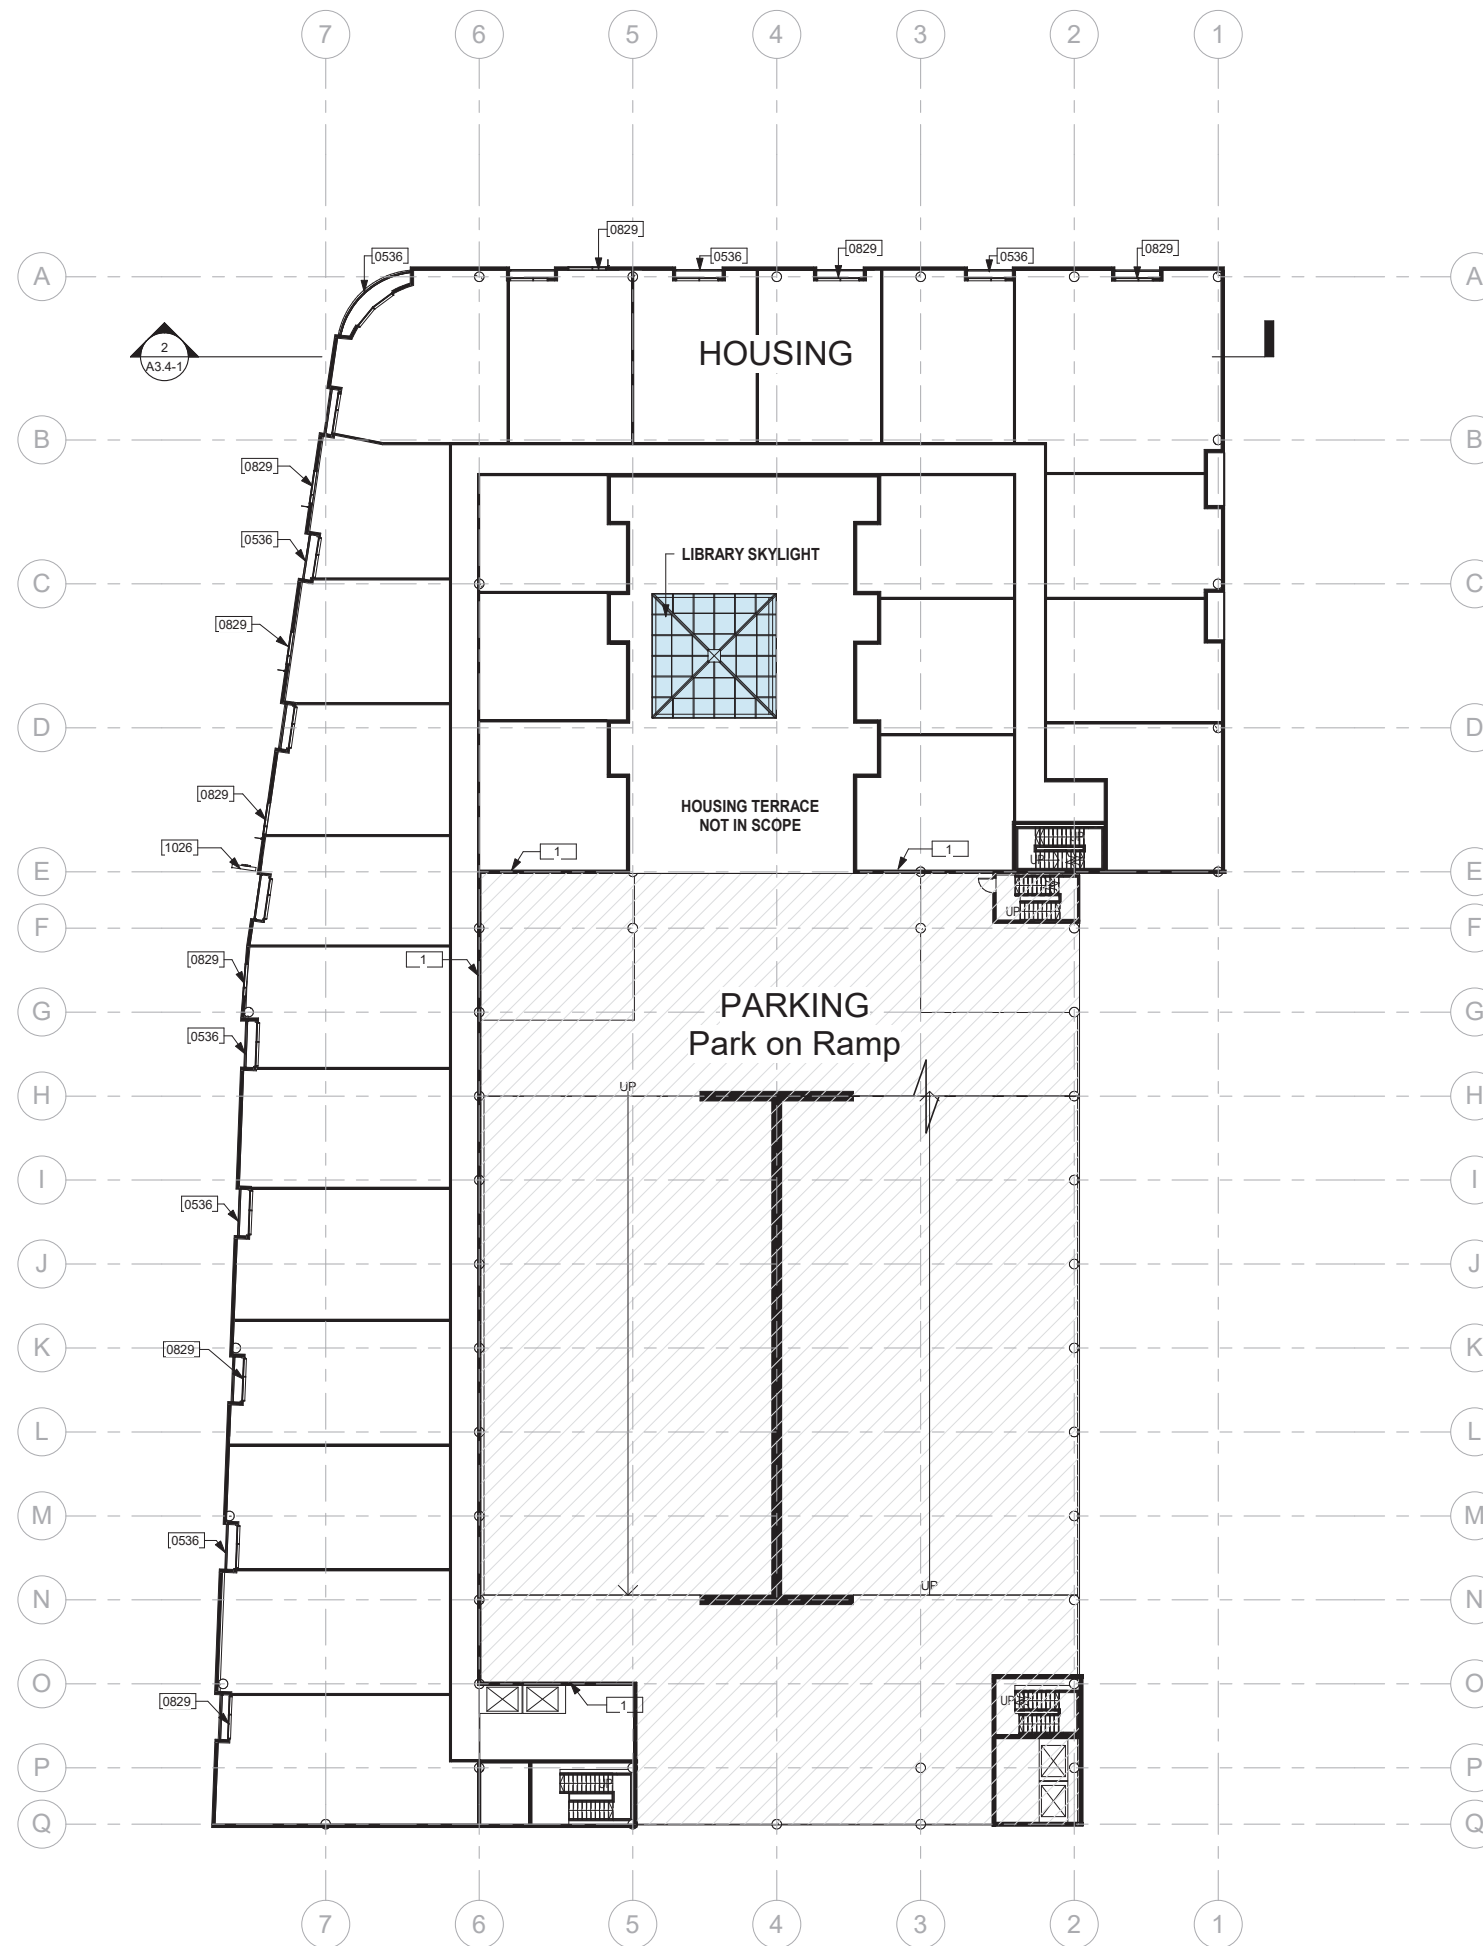 7 6 5 4 3 2 1
[0829]
[0536] [0536] [0829] [0536] [0829]
A A
2
A3.4-1
HOUSING
B B
[0829]
[0536]
LIBRARY SKYLIGHT
C C
[0829]
D D
[0829]
HOUSING TERRACE
NOT IN SCOPE
[1026]
1 1
UP
E E
UP
F F
[0829]
1
PARKING
G G
[0536]
Park on Ramp
UP
H H
I I
[0536]
J J
K K
[0829]
L L
M M
[0536]
UP
N N
O O
[0829]
1
UP
P P
UP
Q Q
7 6 5 4 3 2 1